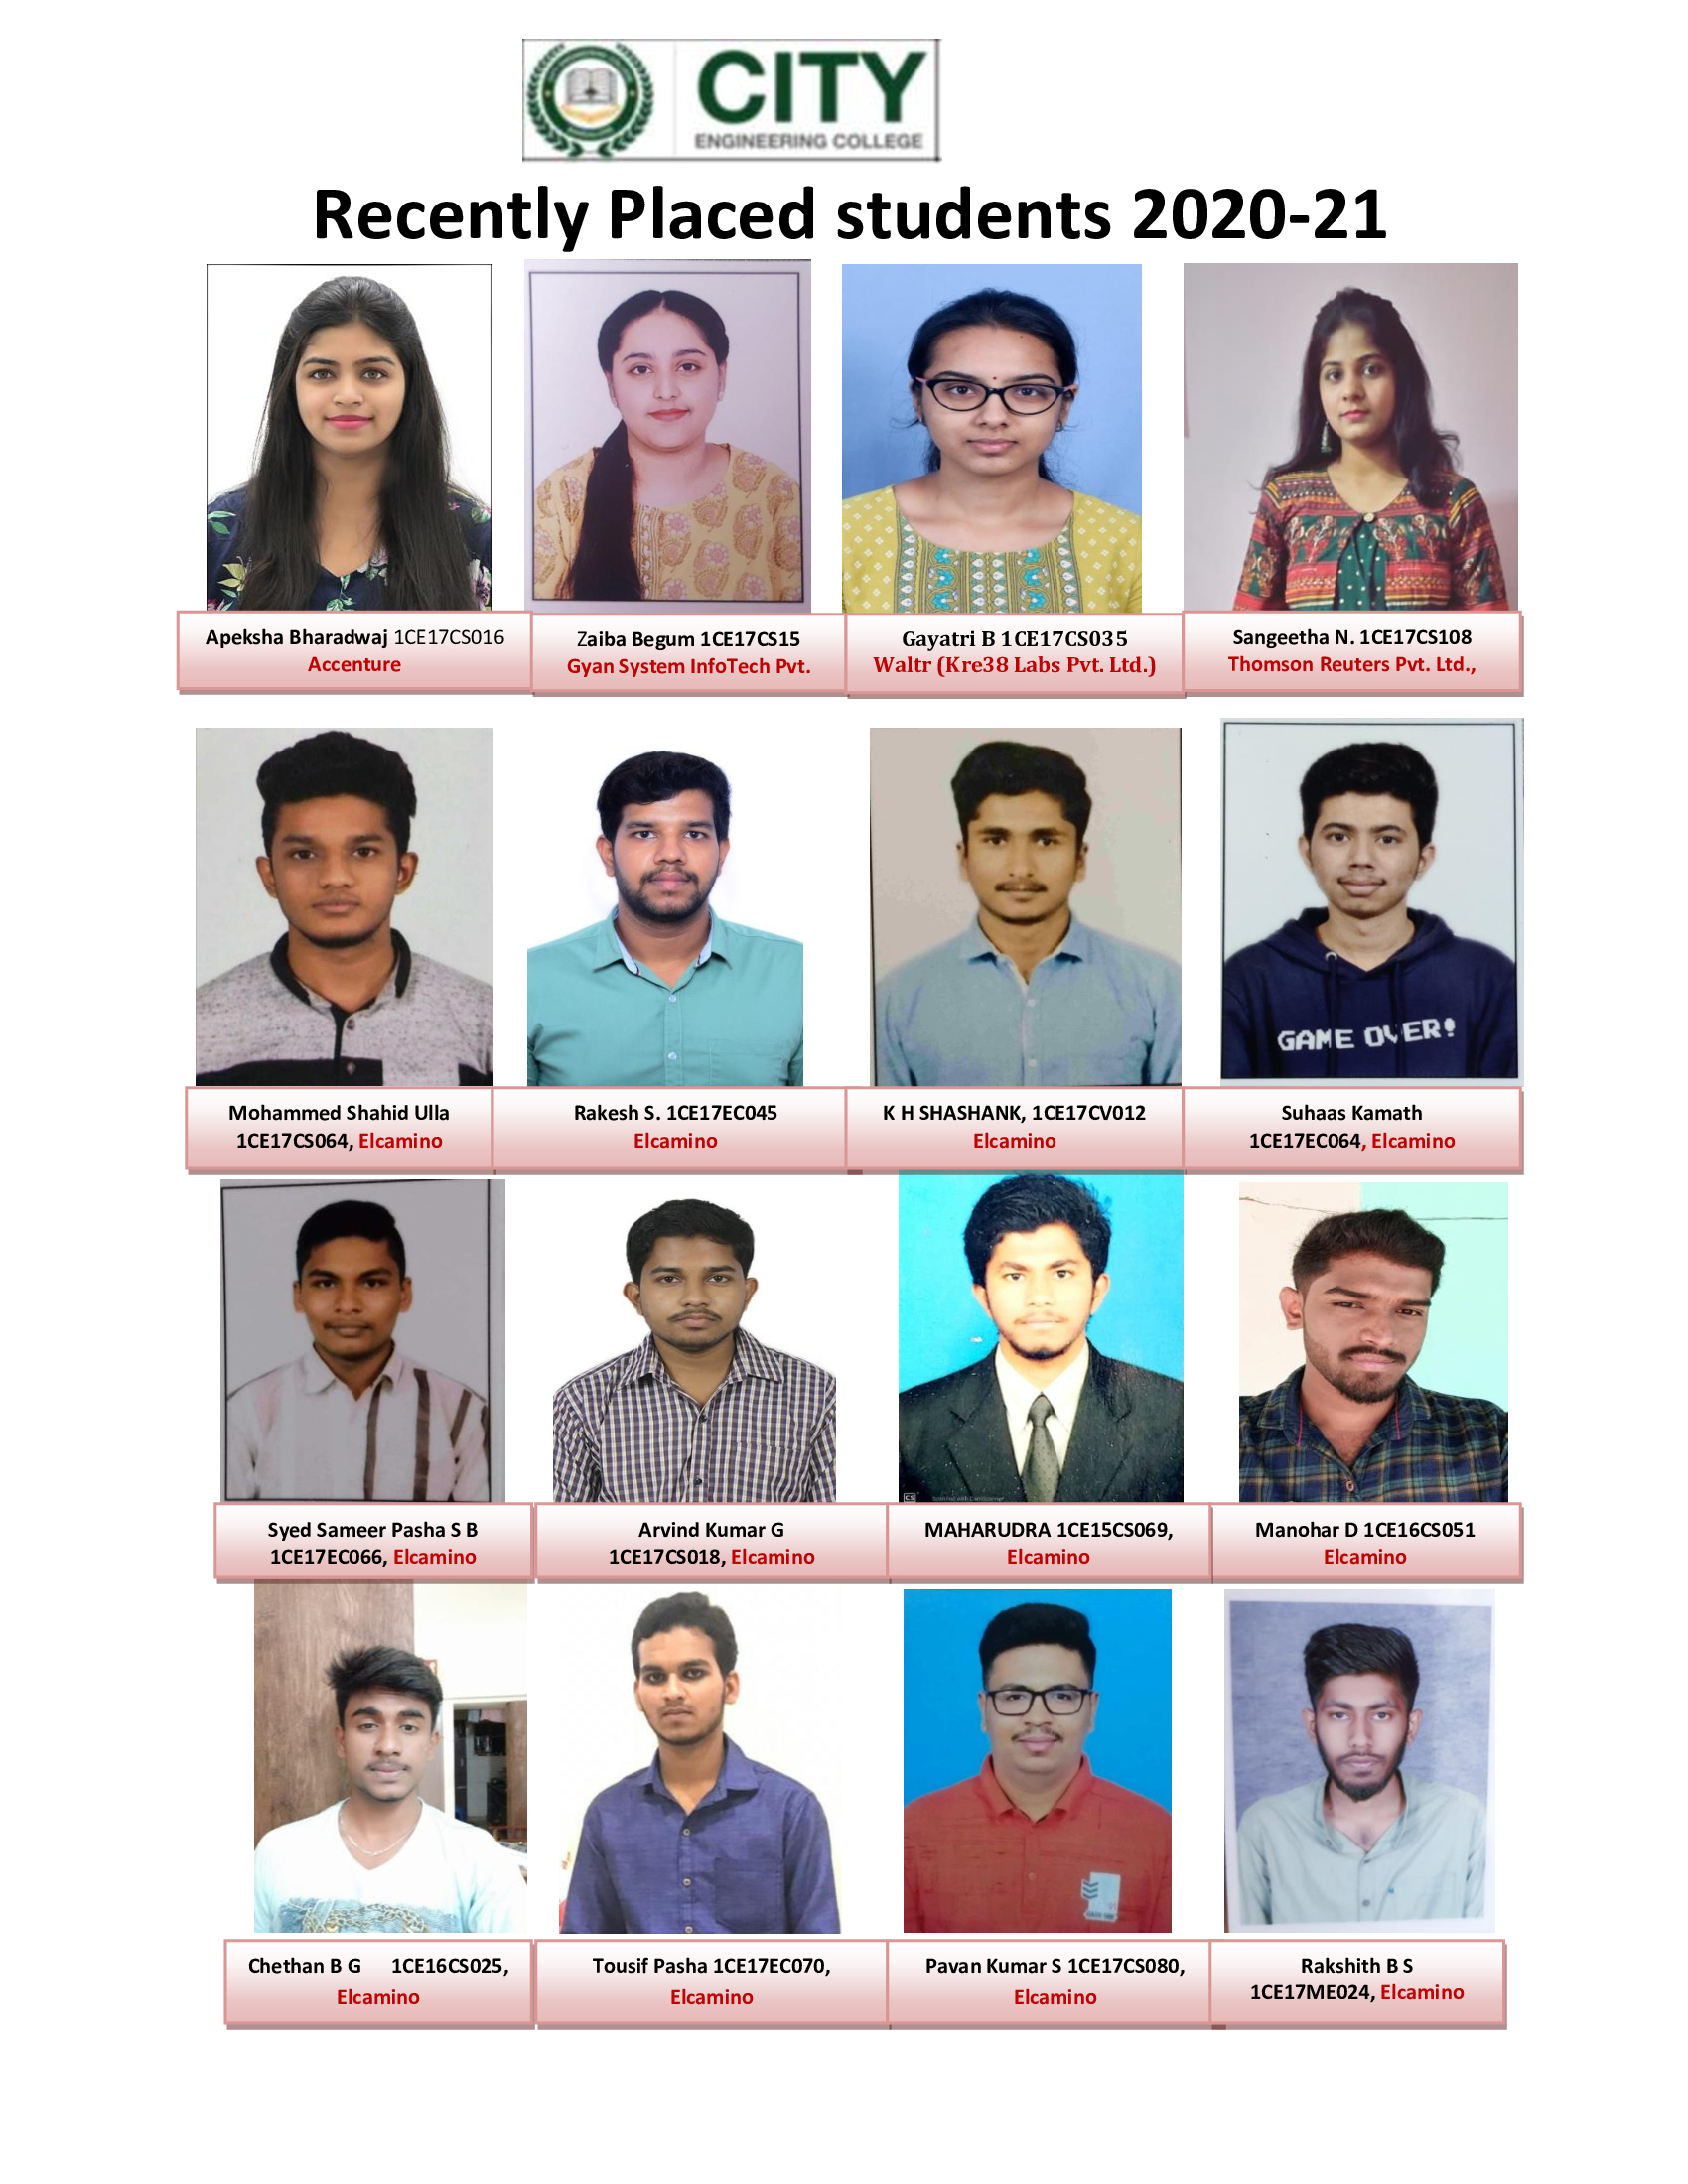 CITY
ENGINEERING COLLEGE
Recently Placed students 2020-21
Apeksha Bharadwaj 1CE17CS016
Accenture
Zaiba Begum 1CE17CS15
Gyan System InfoTech Pvt.
Gayatri B 1CE17CS035
Waltr (Kre38 Labs Pvt. Ltd.)
Sangeetha N. 1CE17CS108
Thomson Reuters Pvt. Ltd.,
GAME OVER!
Mohammed Shahid Ulla
1CE17CS064, Elcamino
Rakesh S. 1CE17EC045
Elcamino
K H SHASHANK, 1CE17CV012
Elcamino
Suhaas Kamath
1CE17EC064, Elcamino
Syed Sameer Pasha S B
1CE17EC066, Elcamino
Arvind Kumar G
1CE17CS018, Elcamino
CS
MAHARUDRA 1CE15CS069,
Elcamino
Manohar D 1CE16CS051
Elcamino
Chethan B G 1CE16CS025,
Elcamino
Tousif Pasha 1CE17EC070,
Elcamino
Pavan Kumar S 1CE17CS080,
Elcamino
Rakshith B S
1CE17ME024, Elcamino